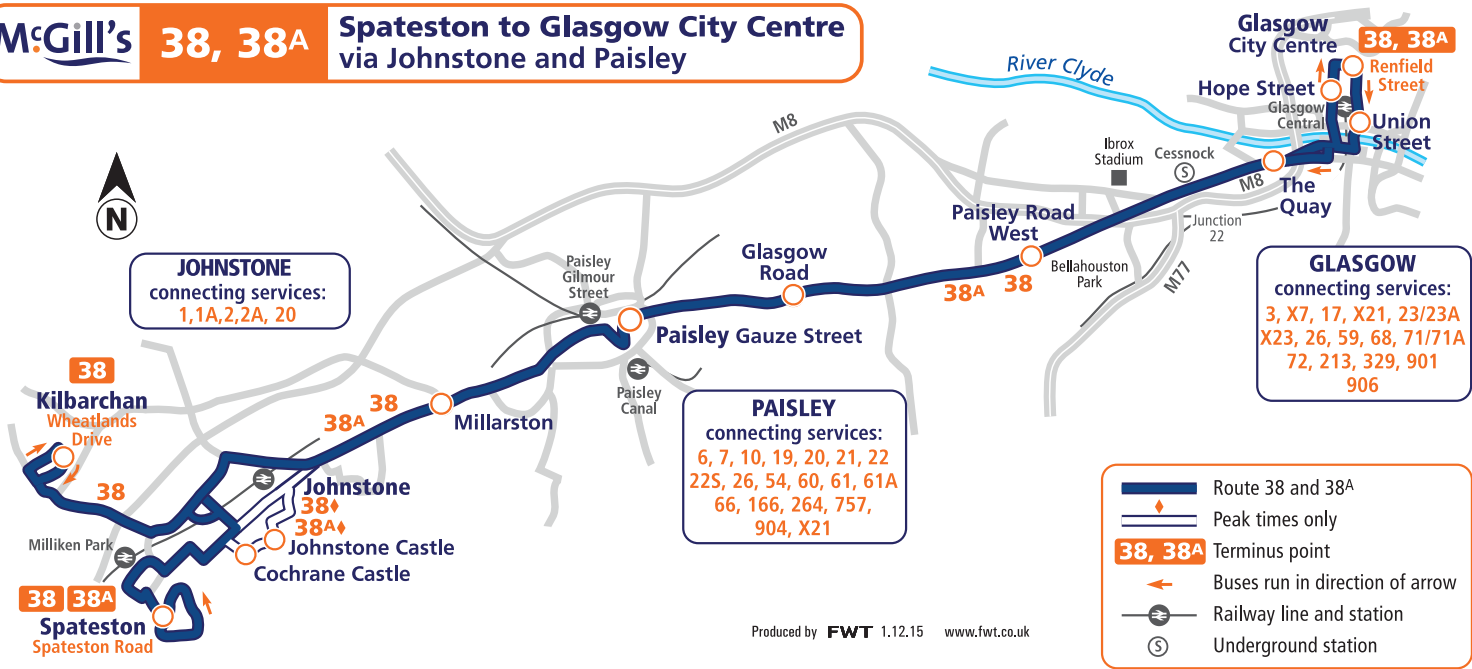 McGill's
38, 38A
Spateston to Glasgow City Centre
via Johnstone and Paisley
River Clyde
Glasgow
City Centre
38, 38A
Renfield
Street
Hope Street
Glasgow
Central
Union
Street
M8
Ibrox
Stadium
Cessnock
S
M8
The
Quay
N
Paisley Road
West
Junction
22
Bellahouston
Park
M77
38A
38
Glasgow
Road
Paisley
Gilmour
Street
Paisley Gauze Street
Paisley
Canal
JOHNSTONE
connecting services:
1,1A,2,2A, 20
GLASGOW
connecting services:
3, X7, 17, X21, 23/23A
X23, 26, 59, 68, 71/71A
72, 213, 329, 901
906
PAISLEY
connecting services:
6, 7, 10, 19, 20, 21, 22
22S, 26, 54, 60, 61, 61A
66, 166, 264, 757,
904, X21
38
Kilbarchan
Wheatlands
Drive
38
38
38A
Millarston
Johnstone
38♦
38A♦
Johnstone Castle
Cochrane Castle
Milliken Park
38
38A
Spateston
Spateston Road
Route 38 and 38A
♦
Peak times only
38, 38A
Terminus point
Buses run in direction of arrow
Railway line and station
S
Underground station
Produced by FWT 1.12.15 www.fwt.co.uk